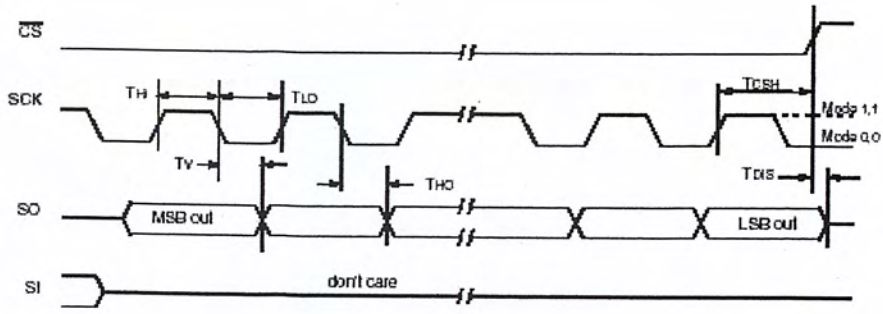 CS
THI
TLO
TCSH
SCK
Mode 1,1
Mode 0,0
TV
THO
TDIS
SO
MSB out
LSB out
SI
don't care